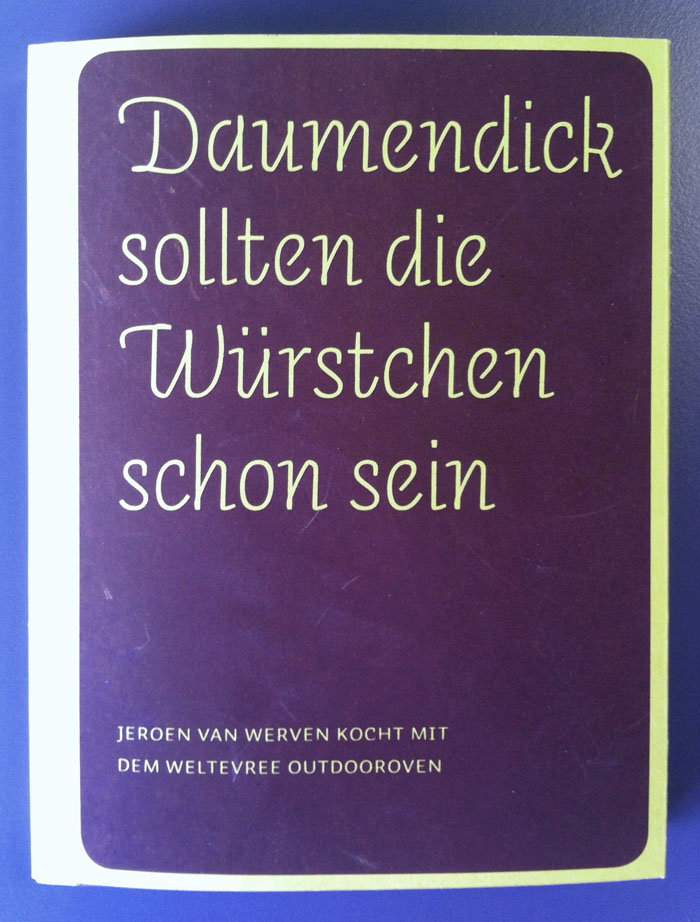 Daumendick
sollten die
Würstchen
schon sein
JEROEN VAN WERVEN KOCHT MIT
DEM WELTEVREE OUTDOOROVEN